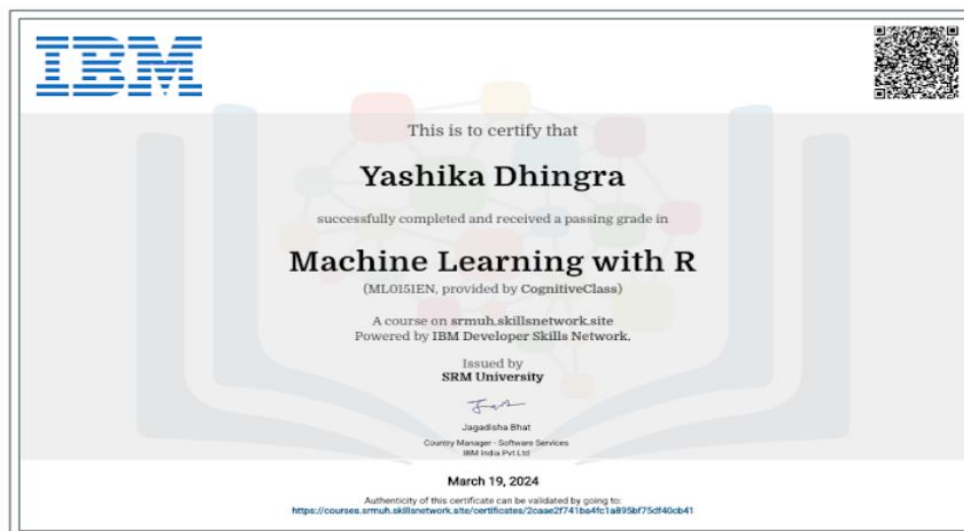 IBM
This is to certify that
Yashika Dhingra
successfully completed and received a passing grade in
Machine Learning with R
(ML0151EN, provided by CognitiveClass)
A course on srmuh.skillsnetwork.site
Powered by IBM Developer Skills Network.
Issued by
SRM University
Jagadisha Bhat
Country Manager - Software Services
IBM India Pvt Ltd
March 19, 2024
Authenticity of this certificate can be validated by going to:
https://courses.srmuh.skillsnetwork.site/certificates/2caae2f741ba4fc1a895bf75df40cb41